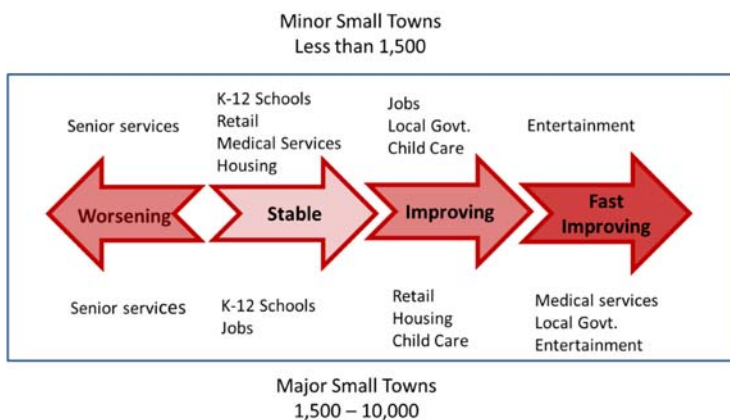 Minor Small Towns
Less than 1,500
Senior services
K-12 Schools
Retail
Medical Services
Housing
Jobs
Local Govt.
Child Care
Entertainment
Worsening
Stable
Improving
Fast
Improving
Senior services
K-12 Schools
Jobs
Retail
Housing
Child Care
Medical services
Local Govt.
Entertainment
Major Small Towns
1,500 – 10,000